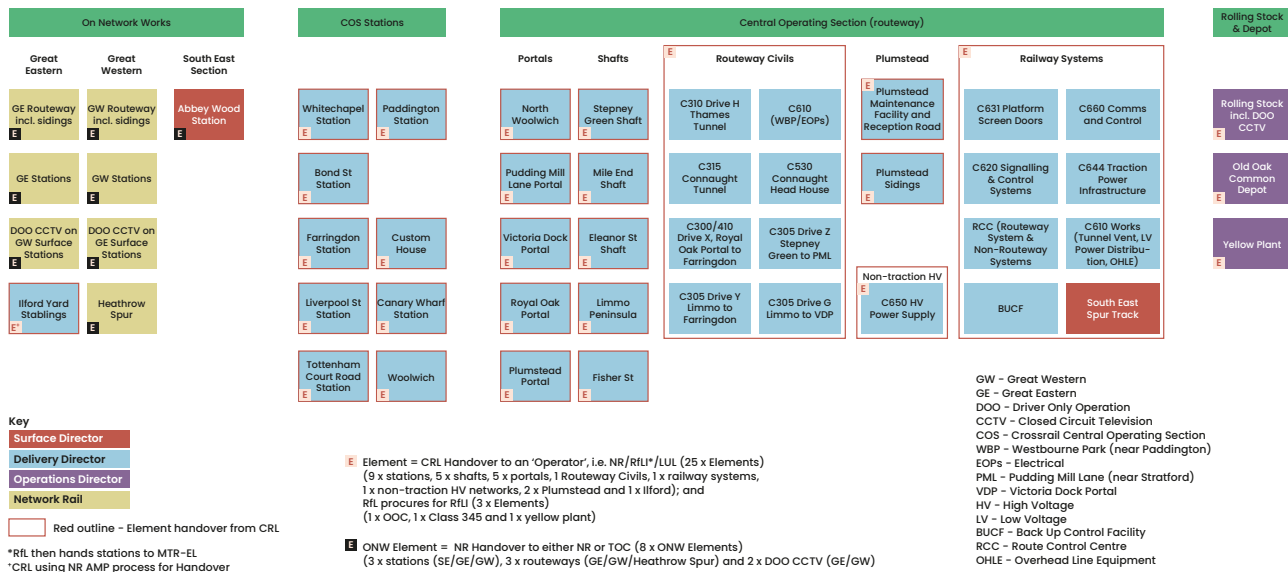 On Network Works
COS Stations
Central Operating Section (routeway)
Rolling Stock
& Depot
Great
Eastern
Great
Western
South East
Section
Portals
Shafts
E
Routeway Civils
Plumstead
E
Railway Systems
GE Routeway
incl. sidings
E
GW Routeway
incl. sidings
E
Abbey Wood
Station
E
Whitechapel
Station
E
Paddington
Station
E
North
Woolwich
E
Stepney
Green Shaft
E
C310 Drive H
Thames
Tunnel
C610
(WBP/EOPs)
E
Plumstead
Maintenance
Facility and
Reception Road
C631 Platform
Screen Doors
C660 Comms
and Control
Rolling Stock
incl. DOO
CCTV
E
GE Stations
E
GW Stations
E
Bond St
Station
E
Pudding Mill
Lane Portal
E
Mile End
Shaft
E
C315
Connaught
Tunnel
C530
Connaught
Head House
Plumstead
Sidings
E
C620 Signalling
& Control
Systems
C644 Traction
Power
Infrastructure
Old Oak
Common
Depot
E
DOO CCTV on
GW Surface
Stations
E
DOO CCTV on
GE Surface
Stations
E
Farringdon
Station
E
Custom
House
E
Victoria Dock
Portal
E
Eleanor St
Shaft
E
C300/410
Drive X, Royal
Oak Portal to
Farringdon
C305 Drive Z
Stepney
Green to PML
RCC (Routeway
System &
Non-Routeway
Systems
C610 Works
(Tunnel Vent, LV
Power Distribu-
tion, OHLE)
Yellow Plant
E
Ilford Yard
Stablings
E+
Heathrow
Spur
E
Liverpool St
Station
E
Canary Wharf
Station
E
Royal Oak
Portal
E
Limmo
Peninsula
E
C305 Drive Y
Limmo to
Farringdon
C305 Drive G
Limmo to VDP
Non-traction HV
E
C650 HV
Power Supply
BUCF
South East
Spur Track
Tottenham
Court Road
Station
E
Woolwich
E
Plumstead
Portal
E
Fisher St
E
Key
Surface Director
Delivery Director
Operations Director
Network Rail
Red outline - Element handover from CRL
*RfL then hands stations to MTR-EL
+CRL using NR AMP process for Handover
E Element = CRL Handover to an 'Operator', i.e. NR/RfLI*/LUL (25 x Elements)
(9 x stations, 5 x shafts, 5 x portals, 1 Routeway Civils, 1 x railway systems,
1 x non-traction HV networks, 2 x Plumstead and 1 x Ilford); and
RfL procures for RfLI (3 x Elements)
(1 x OOC, 1 x Class 345 and 1 x yellow plant)
E ONW Element = NR Handover to either NR or TOC (8 x ONW Elements)
(3 x stations (SE/GE/GW), 3 x routeways (GE/GW/Heathrow Spur) and 2 x DOO CCTV (GE/GW)
GW - Great Western
GE - Great Eastern
DOO - Driver Only Operation
CCTV - Closed Circuit Television
COS - Crossrail Central Operating Section
WBP - Westbourne Park (near Paddington)
EOPs - Electrical
PML - Pudding Mill Lane (near Stratford)
VDP - Victoria Dock Portal
HV - High Voltage
LV - Low Voltage
BUCF - Back Up Control Facility
RCC - Route Control Centre
OHLE - Overhead Line Equipment